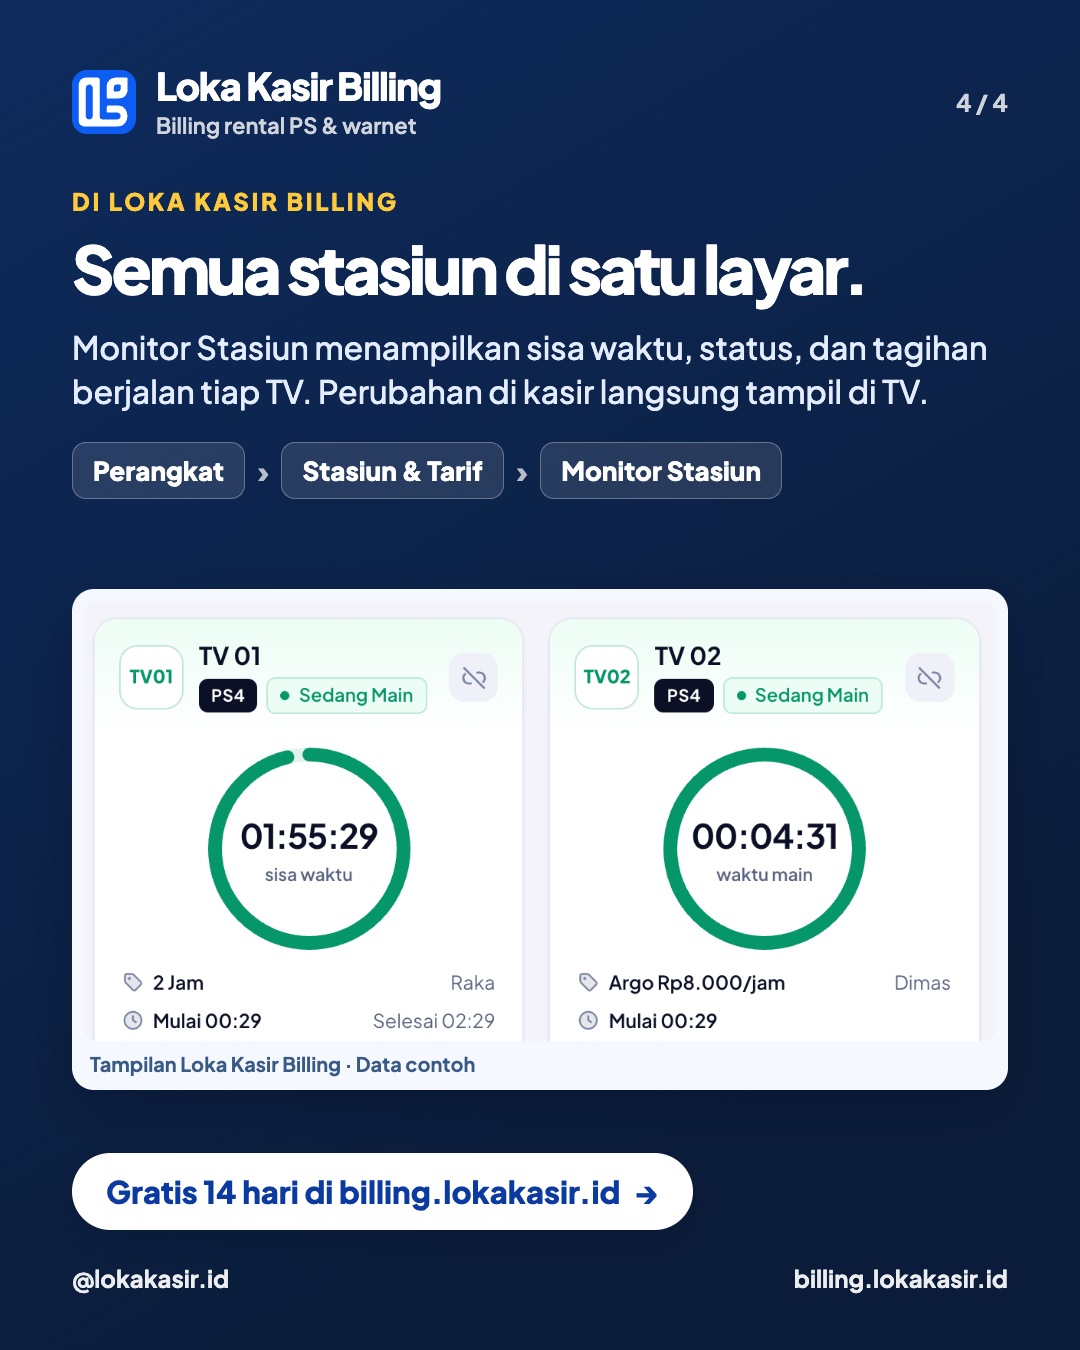 Loka Kasir Billing
Billing rental PS & warnet
4 / 4
DI LOKA KASIR BILLING
Semua stasiun di satu layar.
Monitor Stasiun menampilkan sisa waktu, status, dan tagihan
berjalan tiap TV. Perubahan di kasir langsung tampil di TV.
Perangkat › Stasiun & Tarif › Monitor Stasiun
TV01
TV 01
PS4
Sedang Main
01:55:29
sisa waktu
2 Jam
Raka
Mulai 00:29
Selesai 02:29
TV02
TV 02
PS4
Sedang Main
00:04:31
waktu main
Argo Rp8.000/jam
Dimas
Mulai 00:29
Tampilan Loka Kasir Billing · Data contoh
Gratis 14 hari di billing.lokakasir.id →
@lokakasir.id
billing.lokakasir.id